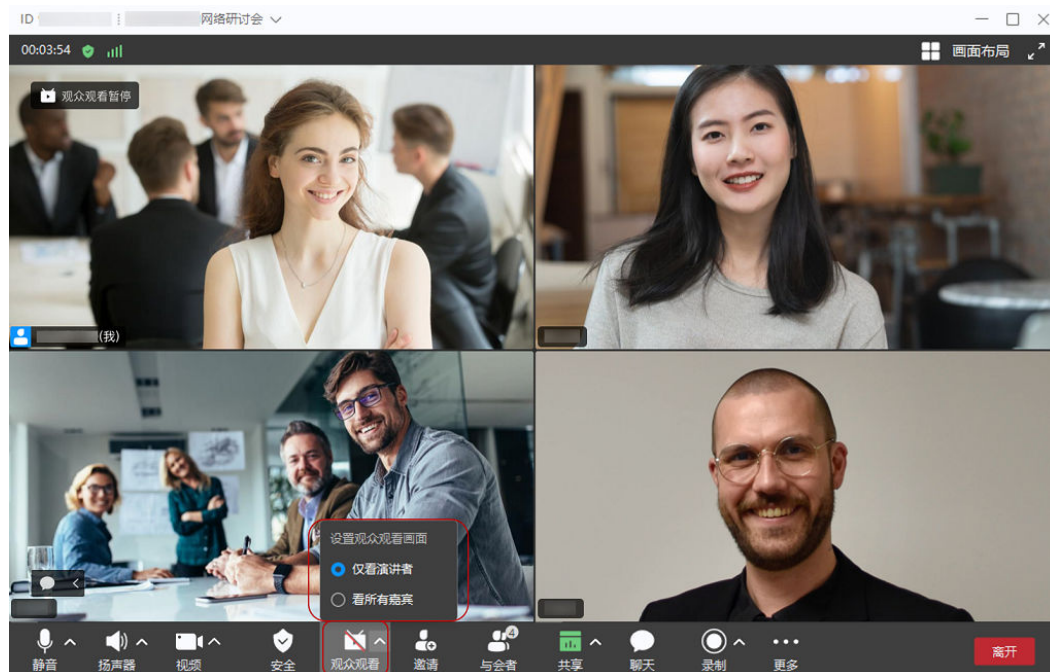 ID
网络研讨会
00:03:54
画面布局
观众观看暂停
(我)
设置观众观看画面
仅看演讲者
看所有嘉宾
静音
扬声器
视频
安全
观众观看
邀请
4
与会者
共享
聊天
录制
更多
离开